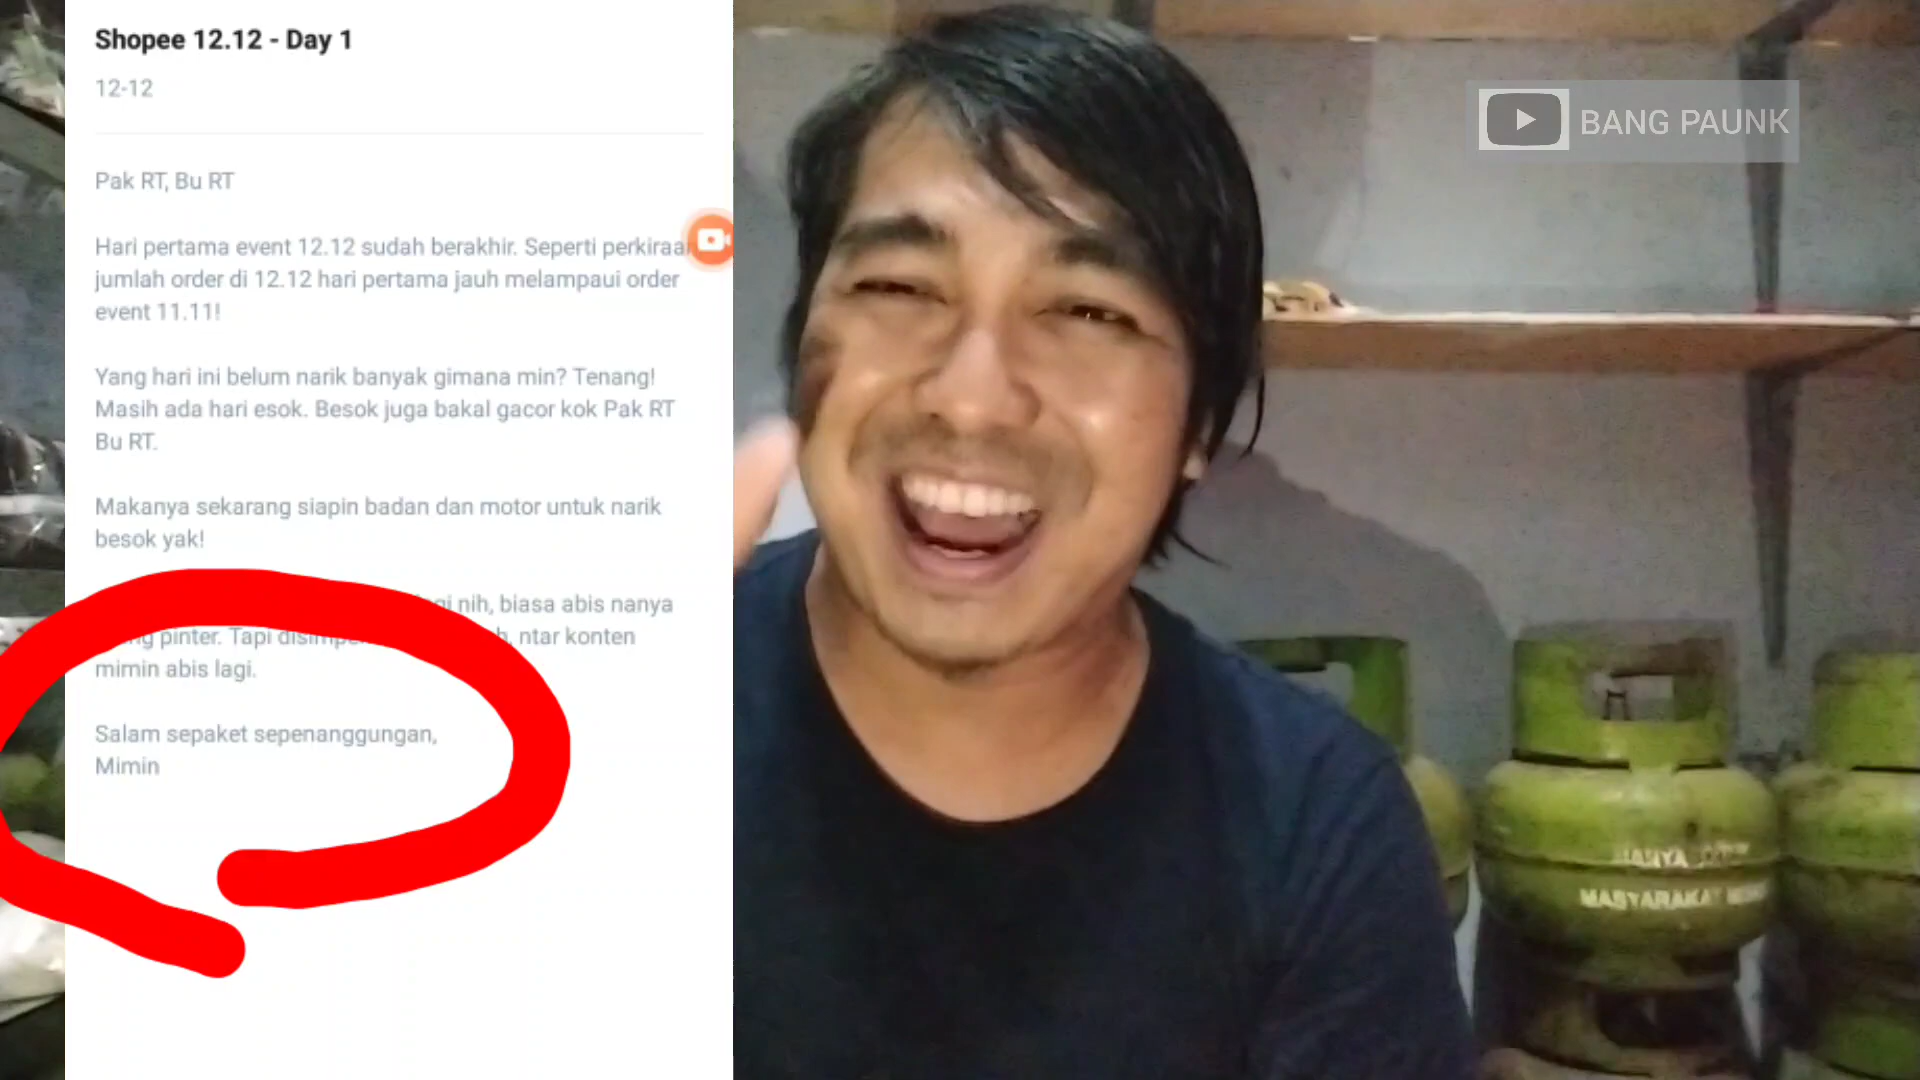 Shopee 12.12 - Day 1
12-12
Pak RT, Bu RT
Hari pertama event 12.12 sudah berakhir. Seperti perkiraan
jumlah order di 12.12 hari pertama jauh melampaui order
event 11.11!
Yang hari ini belum narik banyak gimana min? Tenang!
Masih ada hari esok. Besok juga bakal gacor kok Pak RT
Bu RT.
Makanya sekarang siapin badan dan motor untuk narik
besok yak!
nih, biasa abis nanya
pinter. Tapi ntar konten
mimin abis lagi.
Salam sepaket sepenanggungan,
Mimin
BANG PAUNK
HANYA
MASYARAKAT